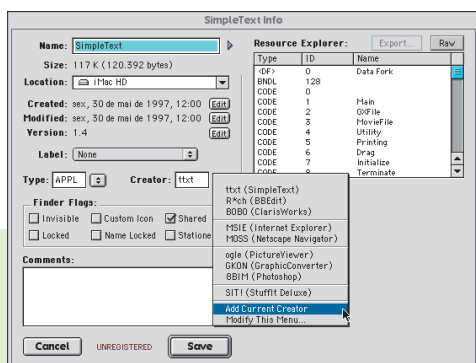 SimpleText Info
Name: SimpleText
Size: 117 K (120.392 bytes)
Location: iMac HD
Created: sex, 30 de mai de 1997, 12:00 Edit
Modified: sex, 30 de mai de 1997, 12:00 Edit
Version: 1.4 Edit
Label: None
Type: APPL Creator: ttxt
Finder Flags:
Invisible Custom Icon Shared
Locked Name Locked Statione
Comments:
Cancel UNREGISTERED Save
Resource Explorer: Export... Raw
Type ID Name
<DF> 0 Data Fork
BNDL 128
CODE 0
CODE 1 Main
CODE 2 GXFile
CODE 3 MovieFile
CODE 4 Utility
CODE 5 Printing
CODE 6 Drag
CODE 7 Initialize
CODE 8 Terminate
ttxt (SimpleText)
R*ch (BBEdit)
BOBO (ClarisWorks)
MSIE (Internet Explorer)
MOSS (Netscape Navigator)
ogle (PictureViewer)
GKON (GraphicConverter)
8BIM (Photoshop)
SIT! (StuffIt Deluxe)
Add Current Creator
Modify This Menu...